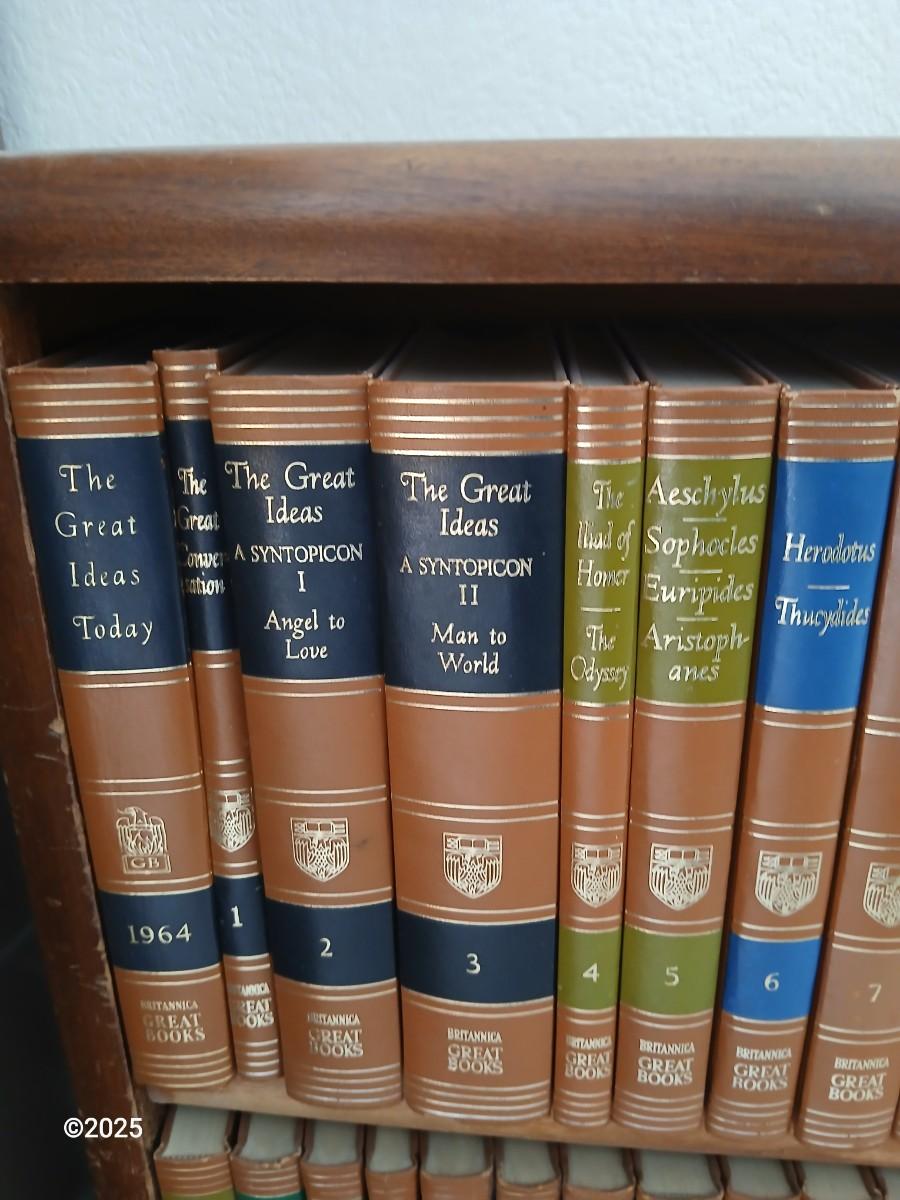 The
Great
Ideas
Today
GB
1964
BRITANNICA
GREAT
BOOKS
The
Great
Conver
sation
1
The Great
Ideas
A SYNTOPICON
I
Angel to
Love
2
BRITANNICA
GREAT
BOOKS
The Great
Ideas
A SYNTOPICON
II
Man to
World
3
BRITANNICA
GREAT
BOOKS
The
Iliad of
Homer
The
Odyssey
4
BRITANNICA
GREAT
BOOKS
Aeschylus
Sophocles
Euripides
Aristoph-
anes
5
BRITANNICA
GREAT
BOOKS
Herodotus
Thucydides
6
BRITANNICA
GREAT
BOOKS
7
BRITANNICA
GREAT
BOOKS
©2025